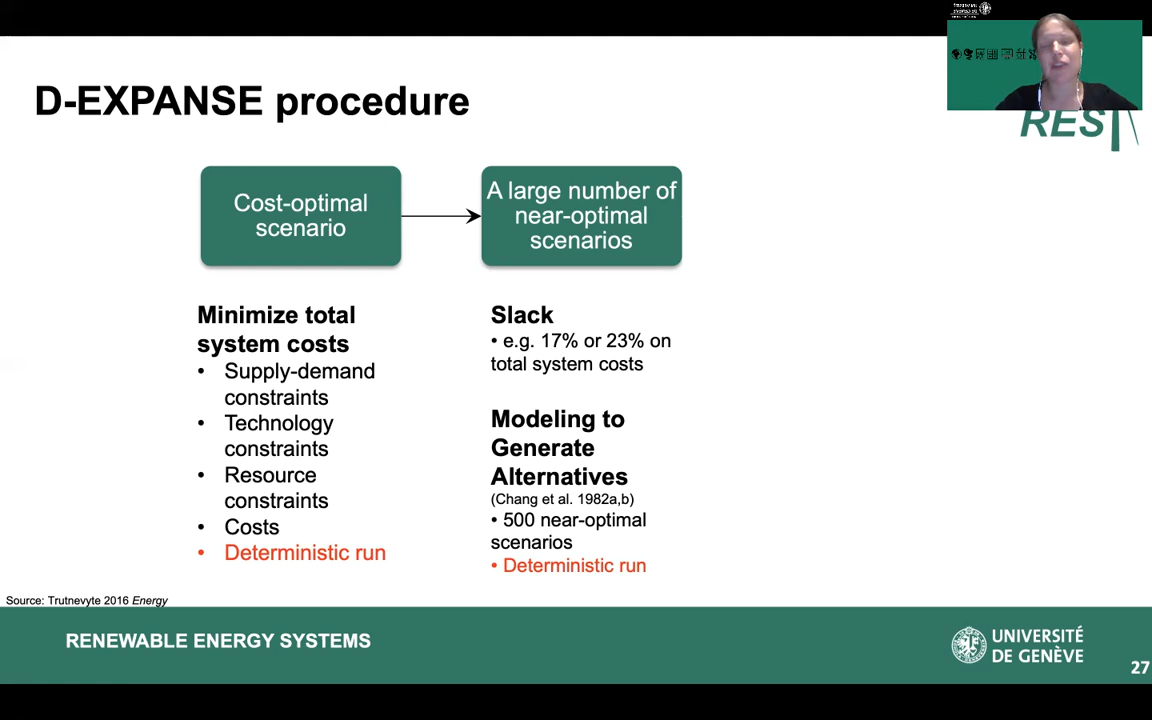 D-EXPANSE procedure
RES
Cost-optimal
scenario
A large number of
near-optimal
scenarios
Minimize total
system costs
• Supply-demand
constraints
• Technology
constraints
• Resource
constraints
• Costs
• Deterministic run
Slack
• e.g. 17% or 23% on
total system costs
Modeling to
Generate
Alternatives
(Chang et al. 1982a,b)
• 500 near-optimal
scenarios
• Deterministic run
Source: Trutnevyte 2016 Energy
RENEWABLE ENERGY SYSTEMS
UNIVERSITÉ
DE GENÈVE
27